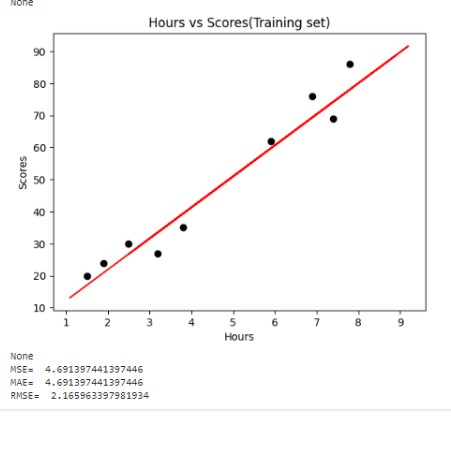 None
Hours vs Scores(Training set)
90
80
70
60
50
40
30
20
10
Scores
1 2 3 4 5 6 7 8 9
Hours
None
MSE=  4.691397441397446
MAE=  4.691397441397446
RMSE=  2.165963397981934